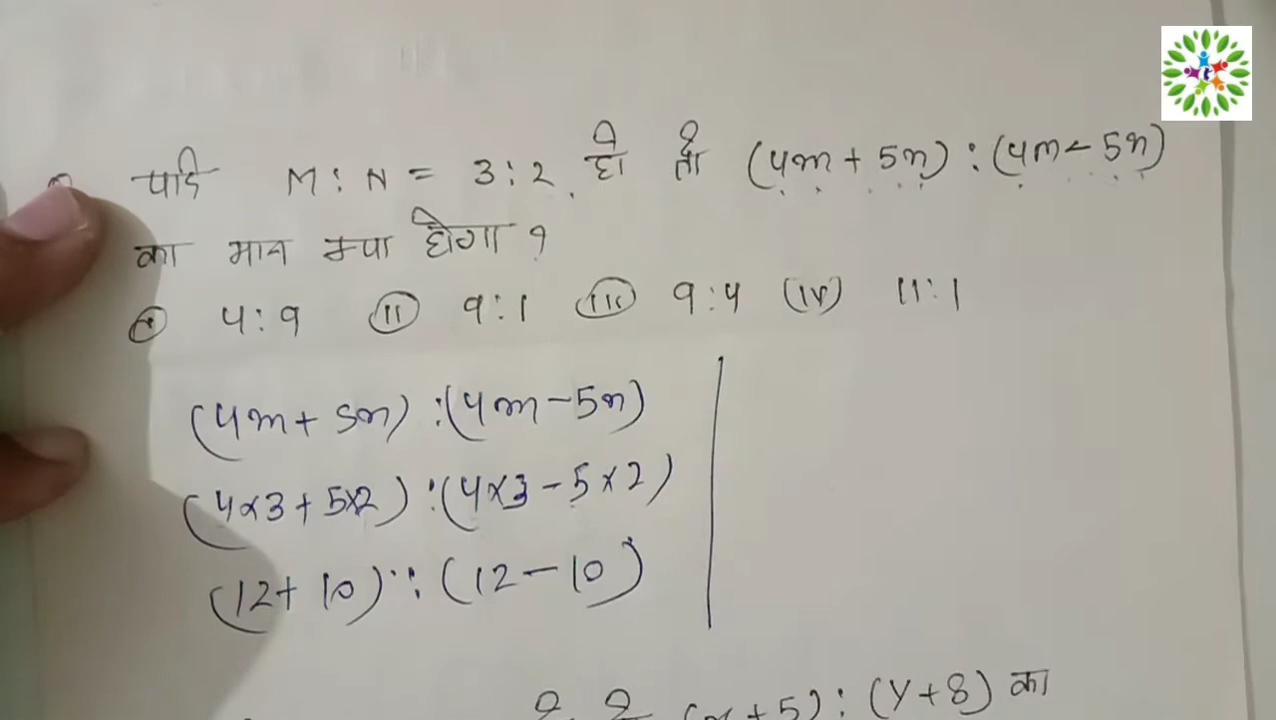 यदि M : N = 3 : 2 हो तो (4m + 5n) : (4m - 5n)
का मान क्या होगा ?
(i) 4 : 9 (ii) 9 : 1 (iii) 9 : 4 (iv) 11 : 1
(4m + 5n) : (4m - 5n)
(4×3 + 5×2) : (4×3 - 5×2)
(12 + 10) : (12 - 10)
+ 5) : (y + 8) का